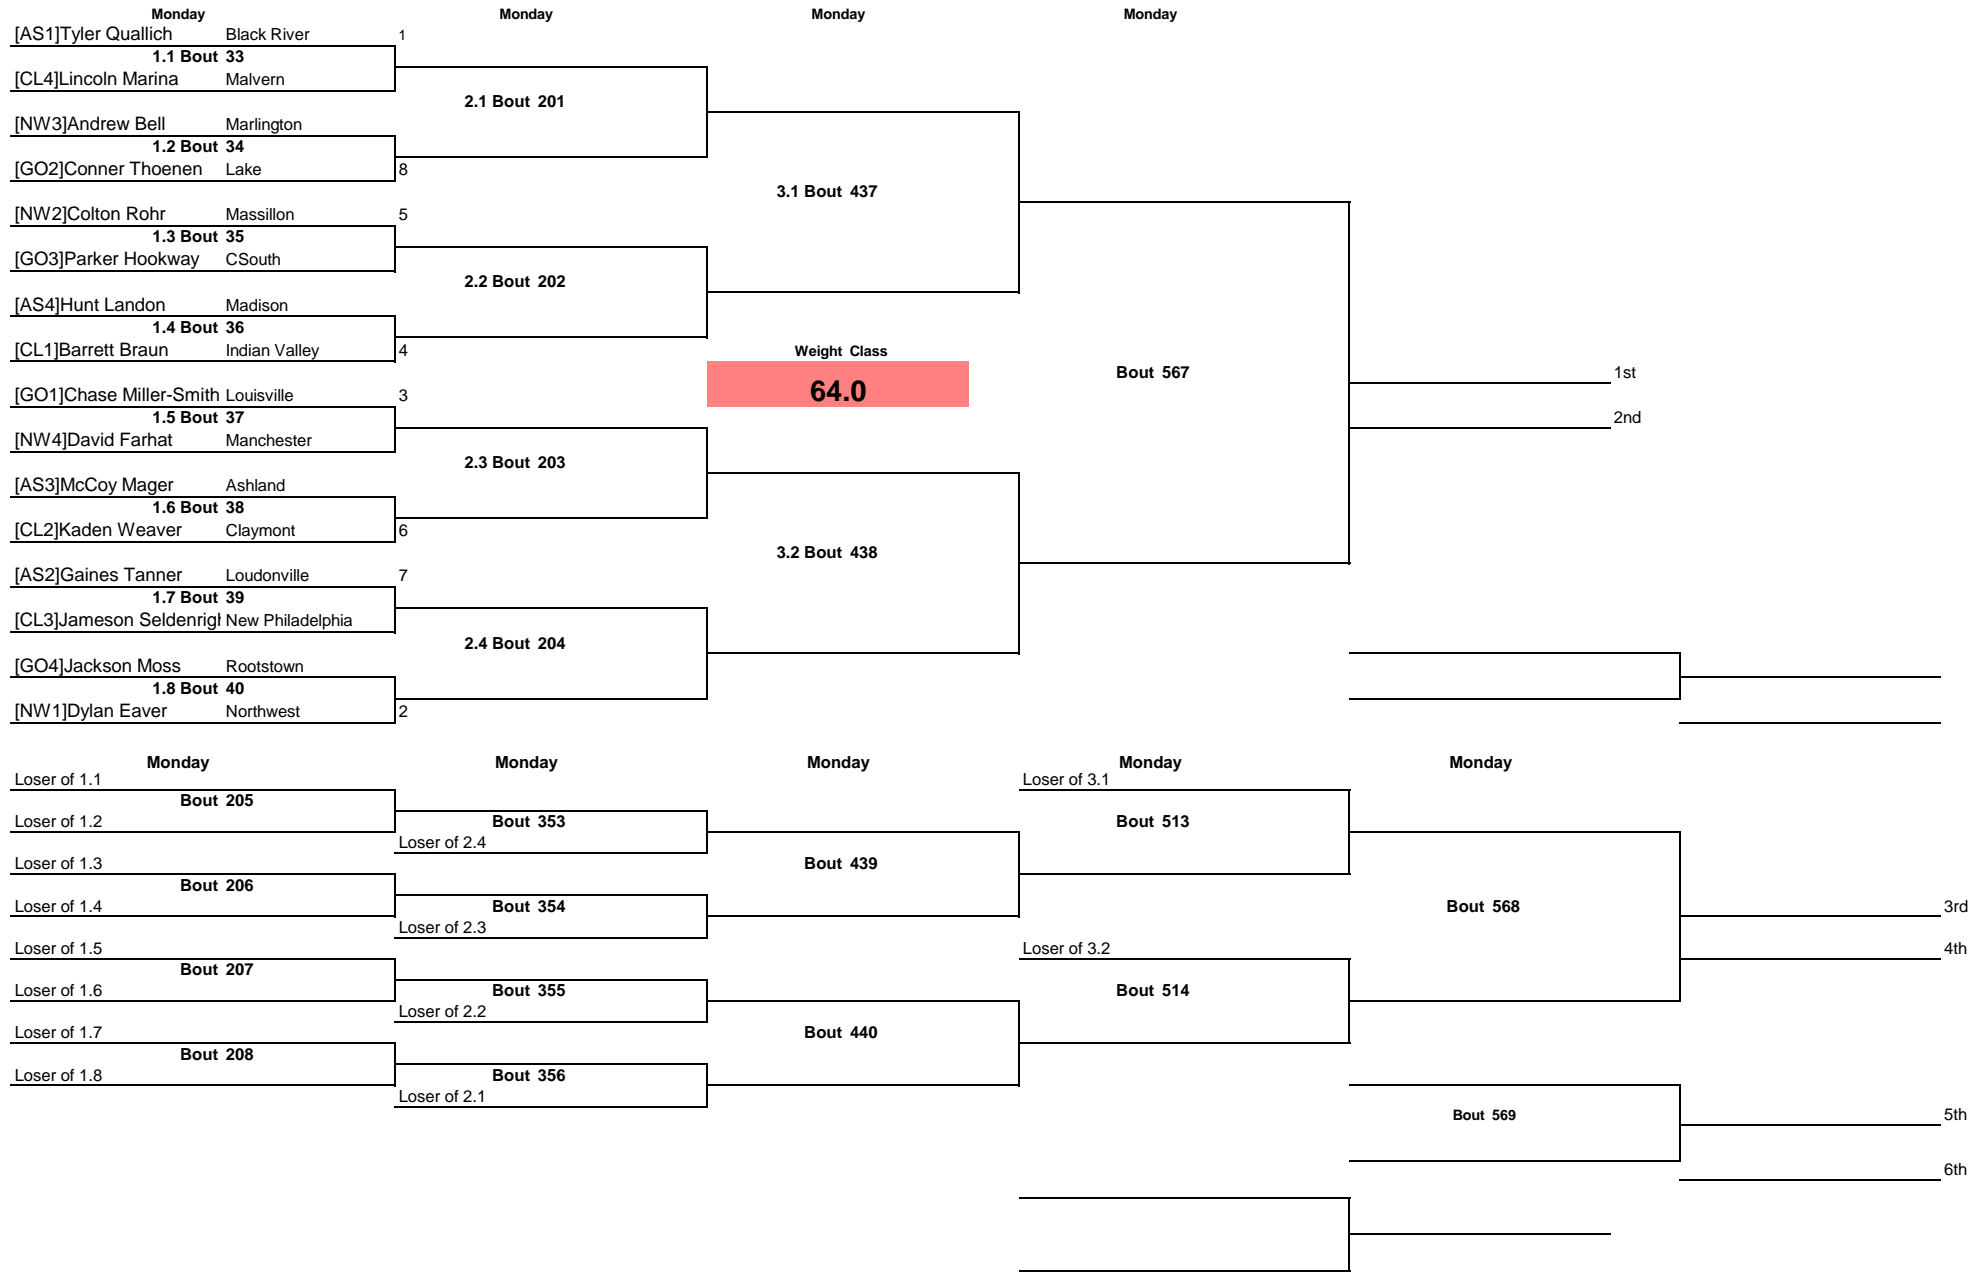 Monday Monday Monday Monday
[AS1]Tyler Quallich Black River 1
1.1 Bout 33
[CL4]Lincoln Marina Malvern
2.1 Bout 201
[NW3]Andrew Bell Marlington
1.2 Bout 34
[GO2]Conner Thoenen Lake 8
3.1 Bout 437
[NW2]Colton Rohr Massillon 5
1.3 Bout 35
[GO3]Parker Hookway CSouth
2.2 Bout 202
[AS4]Hunt Landon Madison
1.4 Bout 36
[CL1]Barrett Braun Indian Valley 4
Weight Class
Bout 567
1st
64.0
[GO1]Chase Miller-Smith Louisville 3
2nd
1.5 Bout 37
[NW4]David Farhat Manchester
2.3 Bout 203
[AS3]McCoy Mager Ashland
1.6 Bout 38
[CL2]Kaden Weaver Claymont 6
3.2 Bout 438
[AS2]Gaines Tanner Loudonville 7
1.7 Bout 39
[CL3]Jameson Seldenrigh New Philadelphia
2.4 Bout 204
[GO4]Jackson Moss Rootstown
1.8 Bout 40
[NW1]Dylan Eaver Northwest 2
Monday Monday Monday Monday Monday
Loser of 1.1 Loser of 3.1
Bout 205
Loser of 1.2 Bout 353 Bout 513
Loser of 2.4
Loser of 1.3 Bout 439
Bout 206
Loser of 1.4 Bout 354 Bout 568 3rd
Loser of 2.3
Loser of 1.5 Loser of 3.2 4th
Bout 207
Loser of 1.6 Bout 355 Bout 514
Loser of 2.2
Loser of 1.7 Bout 440
Bout 208
Loser of 1.8 Bout 356
Loser of 2.1
Bout 569 5th
6th